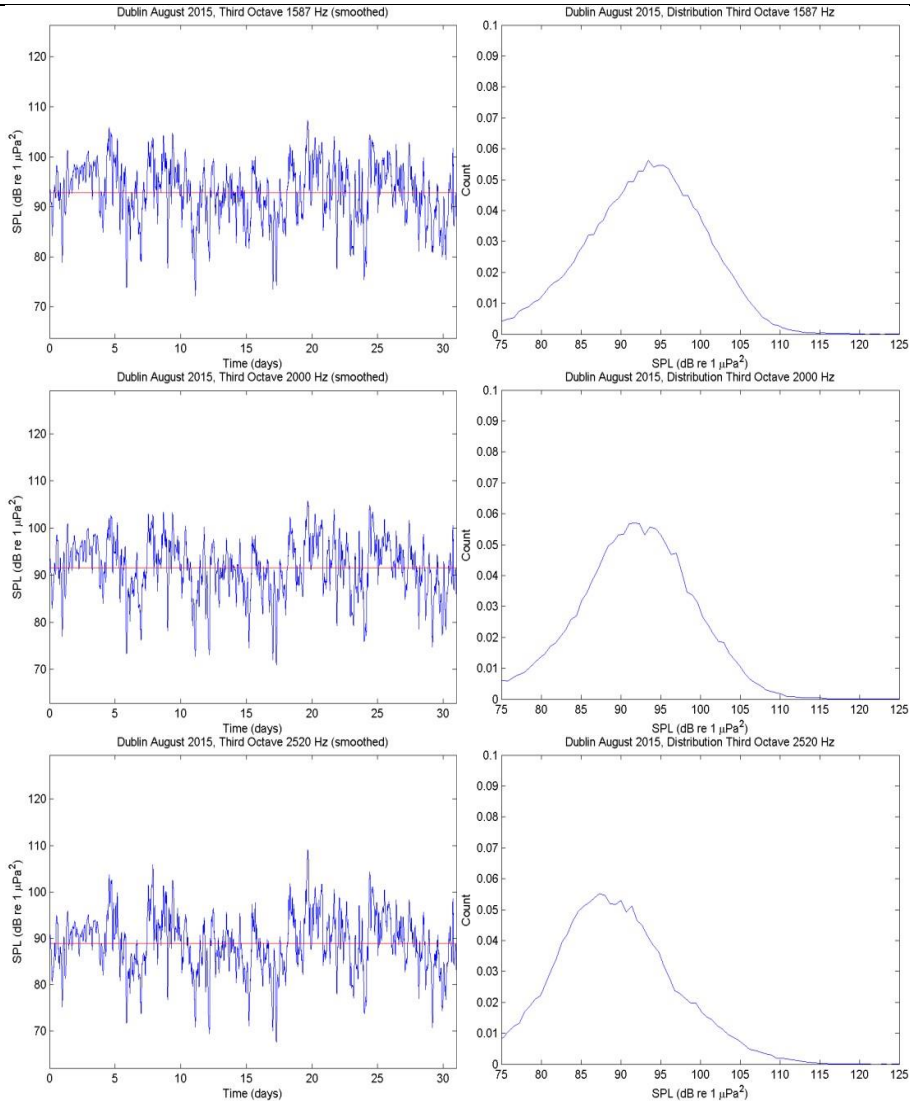 Dublin August 2015, Third Octave 1587 Hz (smoothed)
SPL (dB re 1 μPa²)
120
110
100
90
80
70
0 5 10 15 20 25 30
Time (days)
Dublin August 2015, Distribution Third Octave 1587 Hz
Count
0.1
0.09
0.08
0.07
0.06
0.05
0.04
0.03
0.02
0.01
0
75 80 85 90 95 100 105 110 115 120 125
SPL (dB re 1 μPa²)
Dublin August 2015, Third Octave 2000 Hz (smoothed)
SPL (dB re 1 μPa²)
120
110
100
90
80
70
0 5 10 15 20 25 30
Time (days)
Dublin August 2015, Distribution Third Octave 2000 Hz
Count
0.1
0.09
0.08
0.07
0.06
0.05
0.04
0.03
0.02
0.01
0
75 80 85 90 95 100 105 110 115 120 125
SPL (dB re 1 μPa²)
Dublin August 2015, Third Octave 2520 Hz (smoothed)
SPL (dB re 1 μPa²)
120
110
100
90
80
70
0 5 10 15 20 25 30
Time (days)
Dublin August 2015, Distribution Third Octave 2520 Hz
Count
0.1
0.09
0.08
0.07
0.06
0.05
0.04
0.03
0.02
0.01
0
75 80 85 90 95 100 105 110 115 120 125
SPL (dB re 1 μPa²)